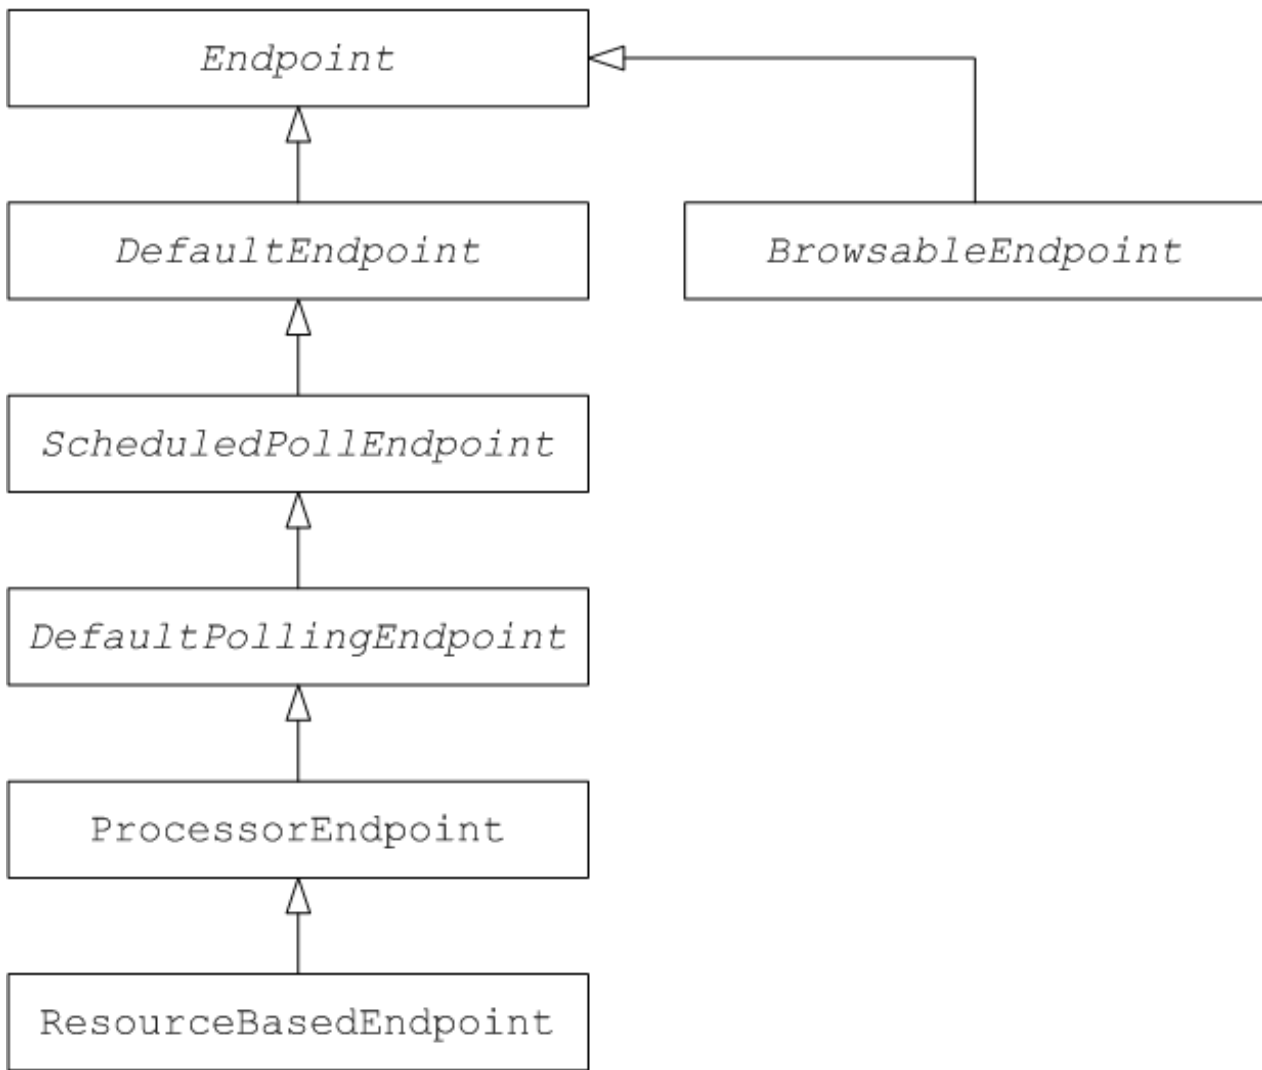 Endpoint
DefaultEndpoint
BrowsableEndpoint
ScheduledPollEndpoint
DefaultPollingEndpoint
ProcessorEndpoint
ResourceBasedEndpoint